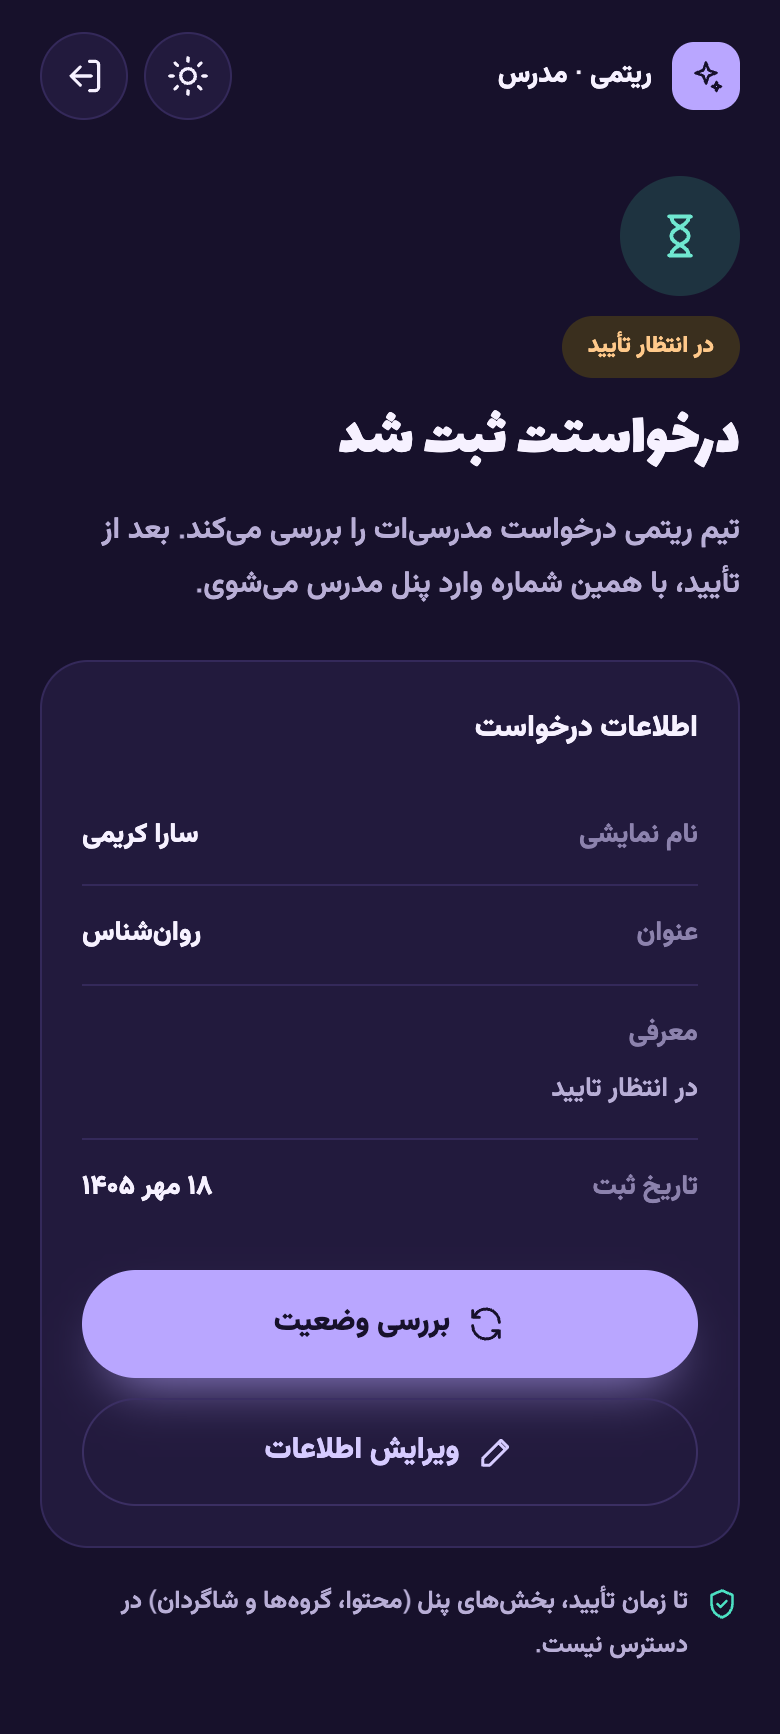 ریتمی · مدرس
در انتظار تأیید
درخواستت ثبت شد
تیم ریتمی درخواست مدرسی‌ات را بررسی می‌کند. بعد از
تأیید، با همین شماره وارد پنل مدرس می‌شوی.
اطلاعات درخواست
نام نمایشی
سارا کریمی
عنوان
روان‌شناس
معرفی
در انتظار تایید
تاریخ ثبت
۱۸ مهر ۱۴۰۵
بررسی وضعیت
ویرایش اطلاعات
تا زمان تأیید، بخش‌های پنل (محتوا، گروه‌ها و شاگردان) در
دسترس نیست.